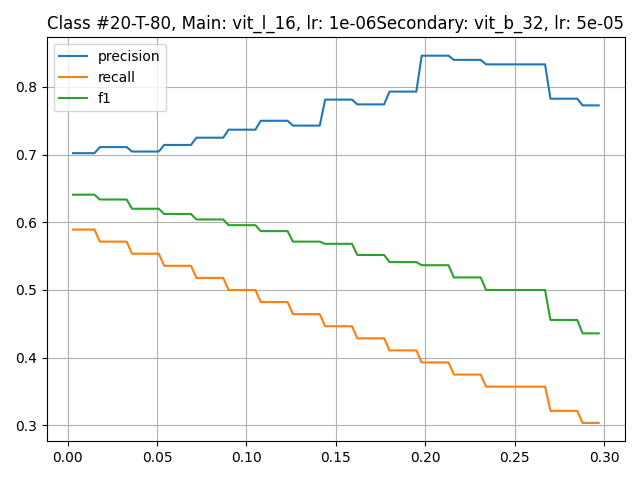 Class #20-T-80, Main: vit_l_16, lr: 1e-06Secondary: vit_b_32, lr: 5e-05
precision
recall
f1
0.8
0.7
0.6
0.5
0.4
0.3
0.00 0.05 0.10 0.15 0.20 0.25 0.30